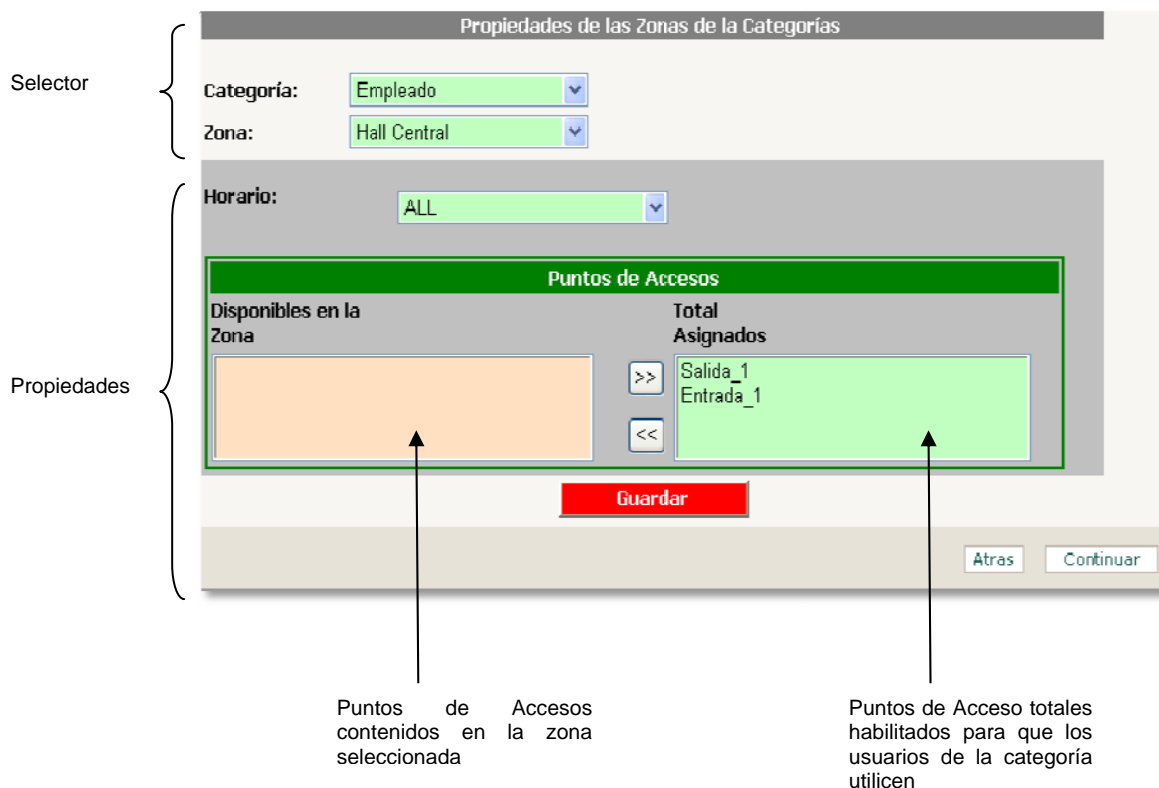 Propiedades de las Zonas de la Categorías
Selector
Categoría: Empleado
Zona: Hall Central
Horario: ALL
Puntos de Accesos
Disponibles en la Zona
Total Asignados
Propiedades
>>
Salida_1
Entrada_1
<<
Guardar
Atras Continuar
Puntos de Accesos
contenidos en la zona
seleccionada
Puntos de Acceso totales
habilitados para que los
usuarios de la categoría
utilicen